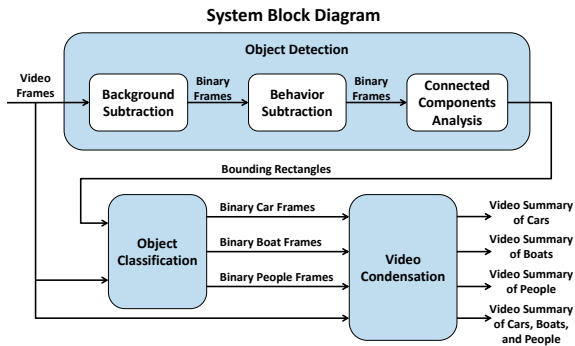 System Block Diagram
Object Detection
Video
Frames
Background
Subtraction
Binary
Frames
Behavior
Subtraction
Binary
Frames
Connected
Components
Analysis
Bounding Rectangles
Object
Classification
Binary Car Frames
Binary Boat Frames
Binary People Frames
Video
Condensation
Video Summary
of Cars
Video Summary
of Boats
Video Summary
of People
Video Summary
of Cars, Boats,
and People